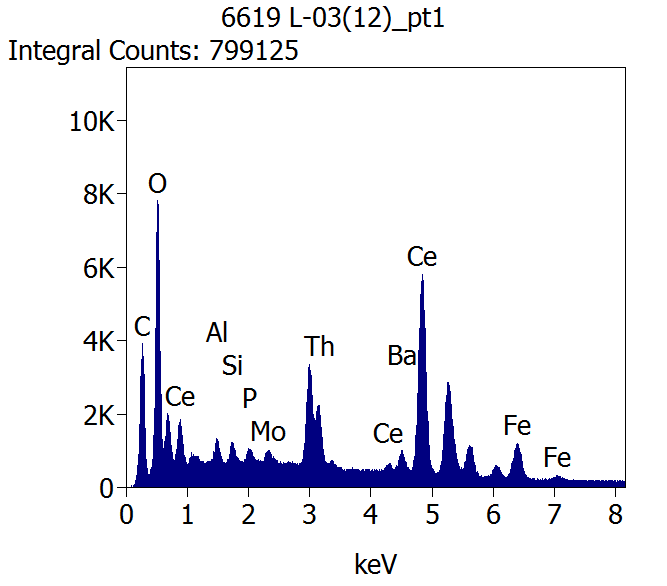 6619 L-03(12)_pt1
Integral Counts: 799125
10K
8K
6K
4K
2K
0
O
C
Ce
Al
Si
P
Mo
Th
Ba
Ce
Ce
Fe
Fe
0 1 2 3 4 5 6 7 8
keV